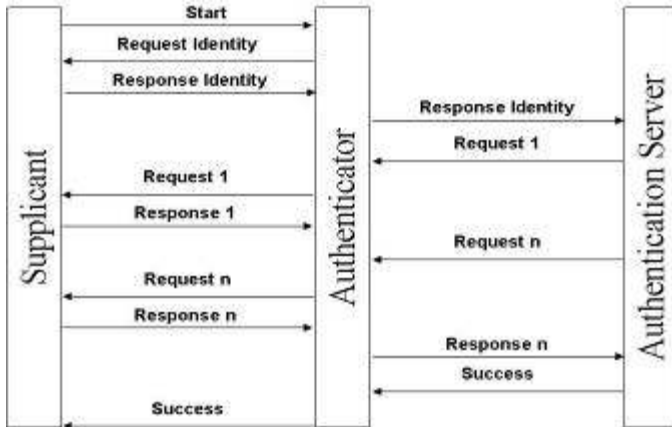 Start
Request Identity
Response Identity
Response Identity
Request 1
Request 1
Response 1
Request n
Request n
Response n
Response n
Success
Success
Supplicant
Authenticator
Authentication Server